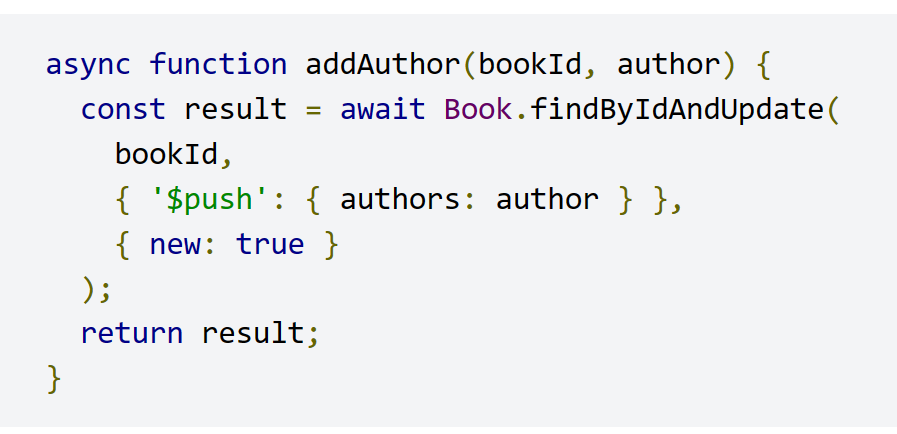 async function addAuthor(bookId, author) {
  const result = await Book.findByIdAndUpdate(
    bookId,
    { '$push': { authors: author } },
    { new: true }
  );
  return result;
}